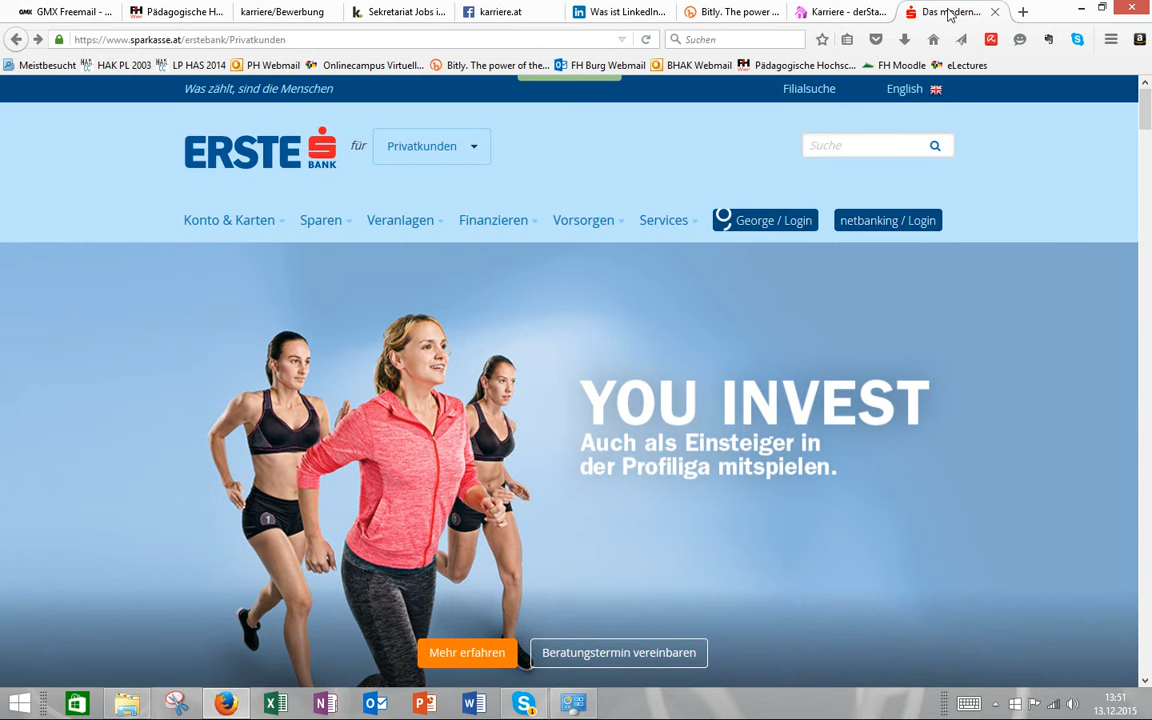 GMX Freemail - ...
Pädagogische H...
karriere/Bewerbung
Sekretariat Jobs i...
karriere.at
Was ist LinkedIn...
Bitly. The power ...
Karriere - derSta...
Das modern...
https://www.sparkasse.at/erstebank/Privatkunden
Suchen
Meistbesucht
HAK PL 2003
LP HAS 2014
PH Webmail
Onlinecampus Virtuell...
Bitly. The power of the...
FH Burg Webmail
BHAK Webmail
Pädagogische Hochsc...
FH Moodle
eLectures
Was zählt, sind die Menschen
Filialsuche
English
ERSTE BANK
für
Privatkunden
Suche
Konto & Karten
Sparen
Veranlagen
Finanzieren
Vorsorgen
Services
George / Login
netbanking / Login
YOU INVEST
Auch als Einsteiger in
der Profiliga mitspielen.
Mehr erfahren
Beratungstermin vereinbaren
13:51
13.12.2015